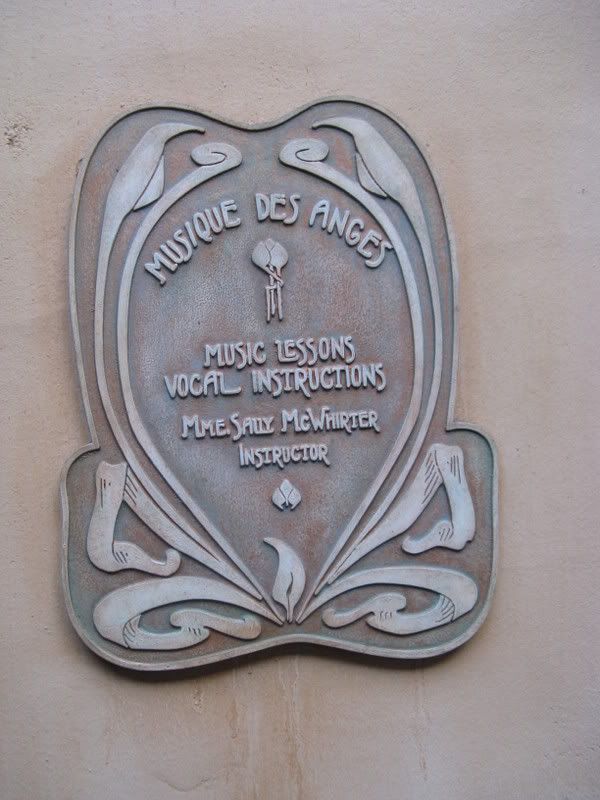 MUSIQUE DES ANGES
MUSIC LESSONS
VOCAL INSTRUCTIONS
MME. SALLY MCWHIRTER
INSTRUCTOR